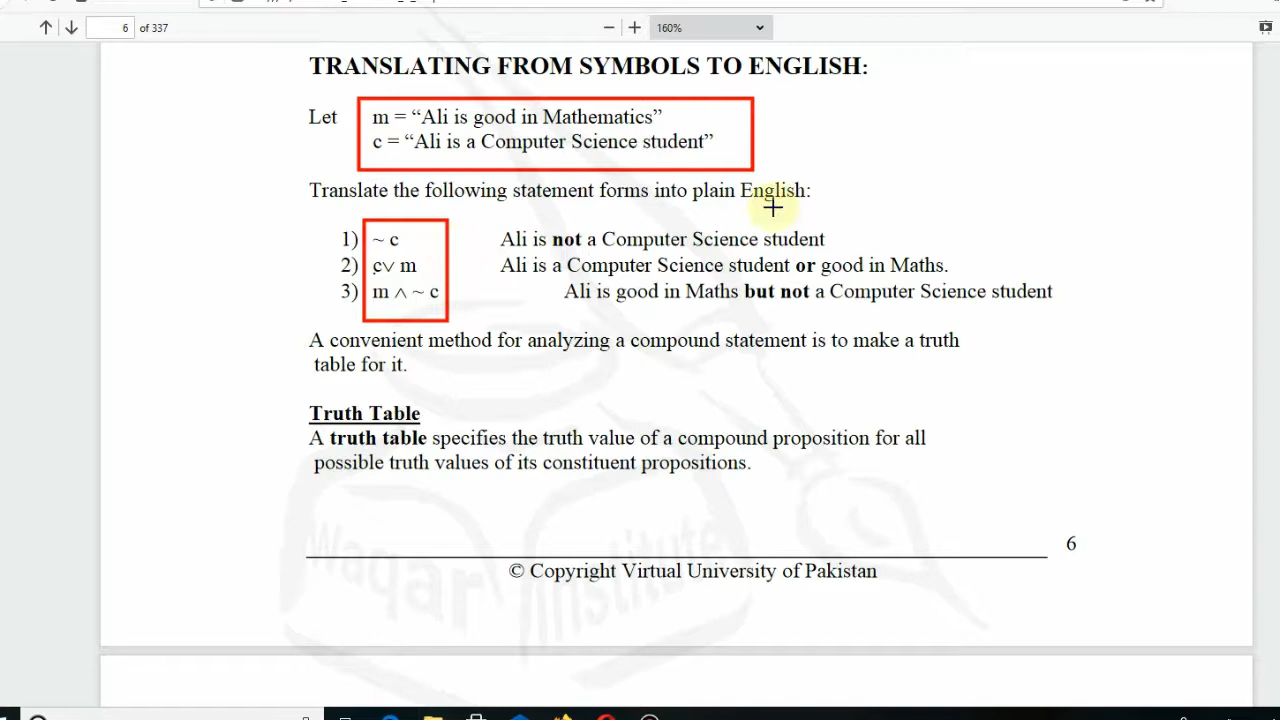 6 of 337
160%
TRANSLATING FROM SYMBOLS TO ENGLISH:
Let m = “Ali is good in Mathematics”
c = “Ali is a Computer Science student”
Translate the following statement forms into plain English:
1) ~ c Ali is not a Computer Science student
2) c∨ m Ali is a Computer Science student or good in Maths.
3) m ∧ ~ c Ali is good in Maths but not a Computer Science student
A convenient method for analyzing a compound statement is to make a truth
table for it.
Truth Table
A truth table specifies the truth value of a compound proposition for all
possible truth values of its constituent propositions.
Waqar Institute
6
© Copyright Virtual University of Pakistan